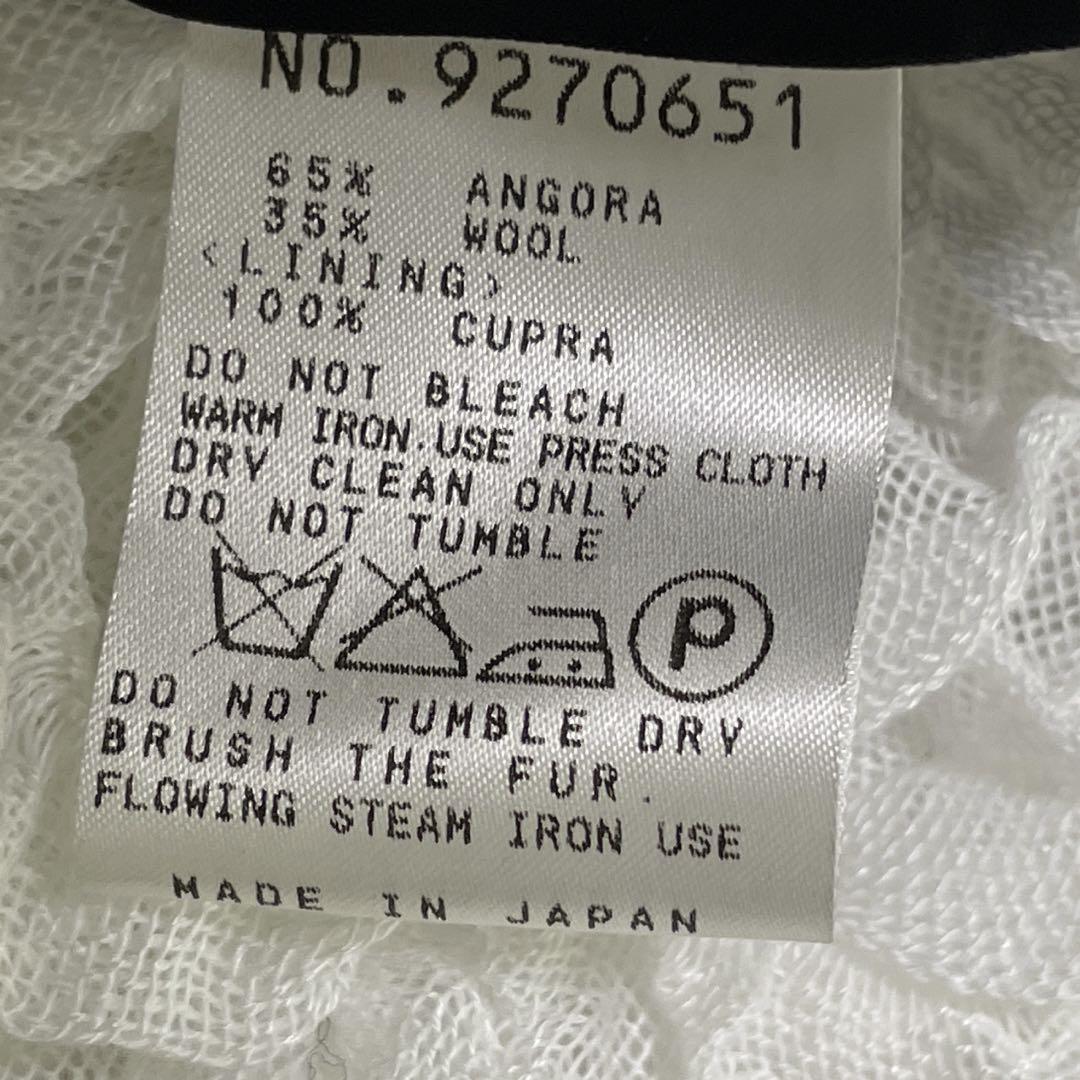 NO.9270651
65% ANGORA
35% WOOL
<LINING>
100% CUPRA
DO NOT BLEACH
WARM IRON.USE PRESS CLOTH
DRY CLEAN ONLY
DO NOT TUMBLE
P
DO NOT TUMBLE DRY
BRUSH THE FUR.
FLOWING STEAM IRON USE
MADE IN JAPAN